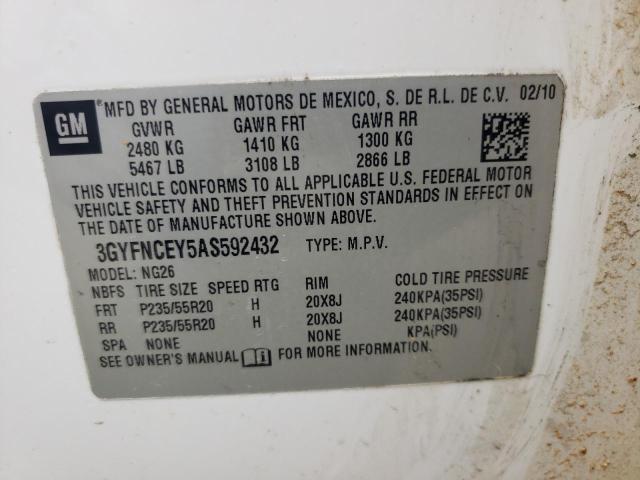 GM
MFD BY GENERAL MOTORS DE MEXICO, S. DE R.L. DE C.V. 02/10
GVWR GAWR FRT GAWR RR
2480 KG 1410 KG 1300 KG
5467 LB 3108 LB 2866 LB
THIS VEHICLE CONFORMS TO ALL APPLICABLE U.S. FEDERAL MOTOR
VEHICLE SAFETY AND THEFT PREVENTION STANDARDS IN EFFECT ON
THE DATE OF MANUFACTURE SHOWN ABOVE.
3GYFNCEY5AS592432 TYPE: M.P.V.
MODEL: NG26
NBFS TIRE SIZE SPEED RTG RIM COLD TIRE PRESSURE
FRT P235/55R20 H 20X8J 240KPA(35PSI)
RR P235/55R20 H 20X8J 240KPA(35PSI)
SPA NONE NONE KPA(PSI)
SEE OWNER'S MANUAL FOR MORE INFORMATION.